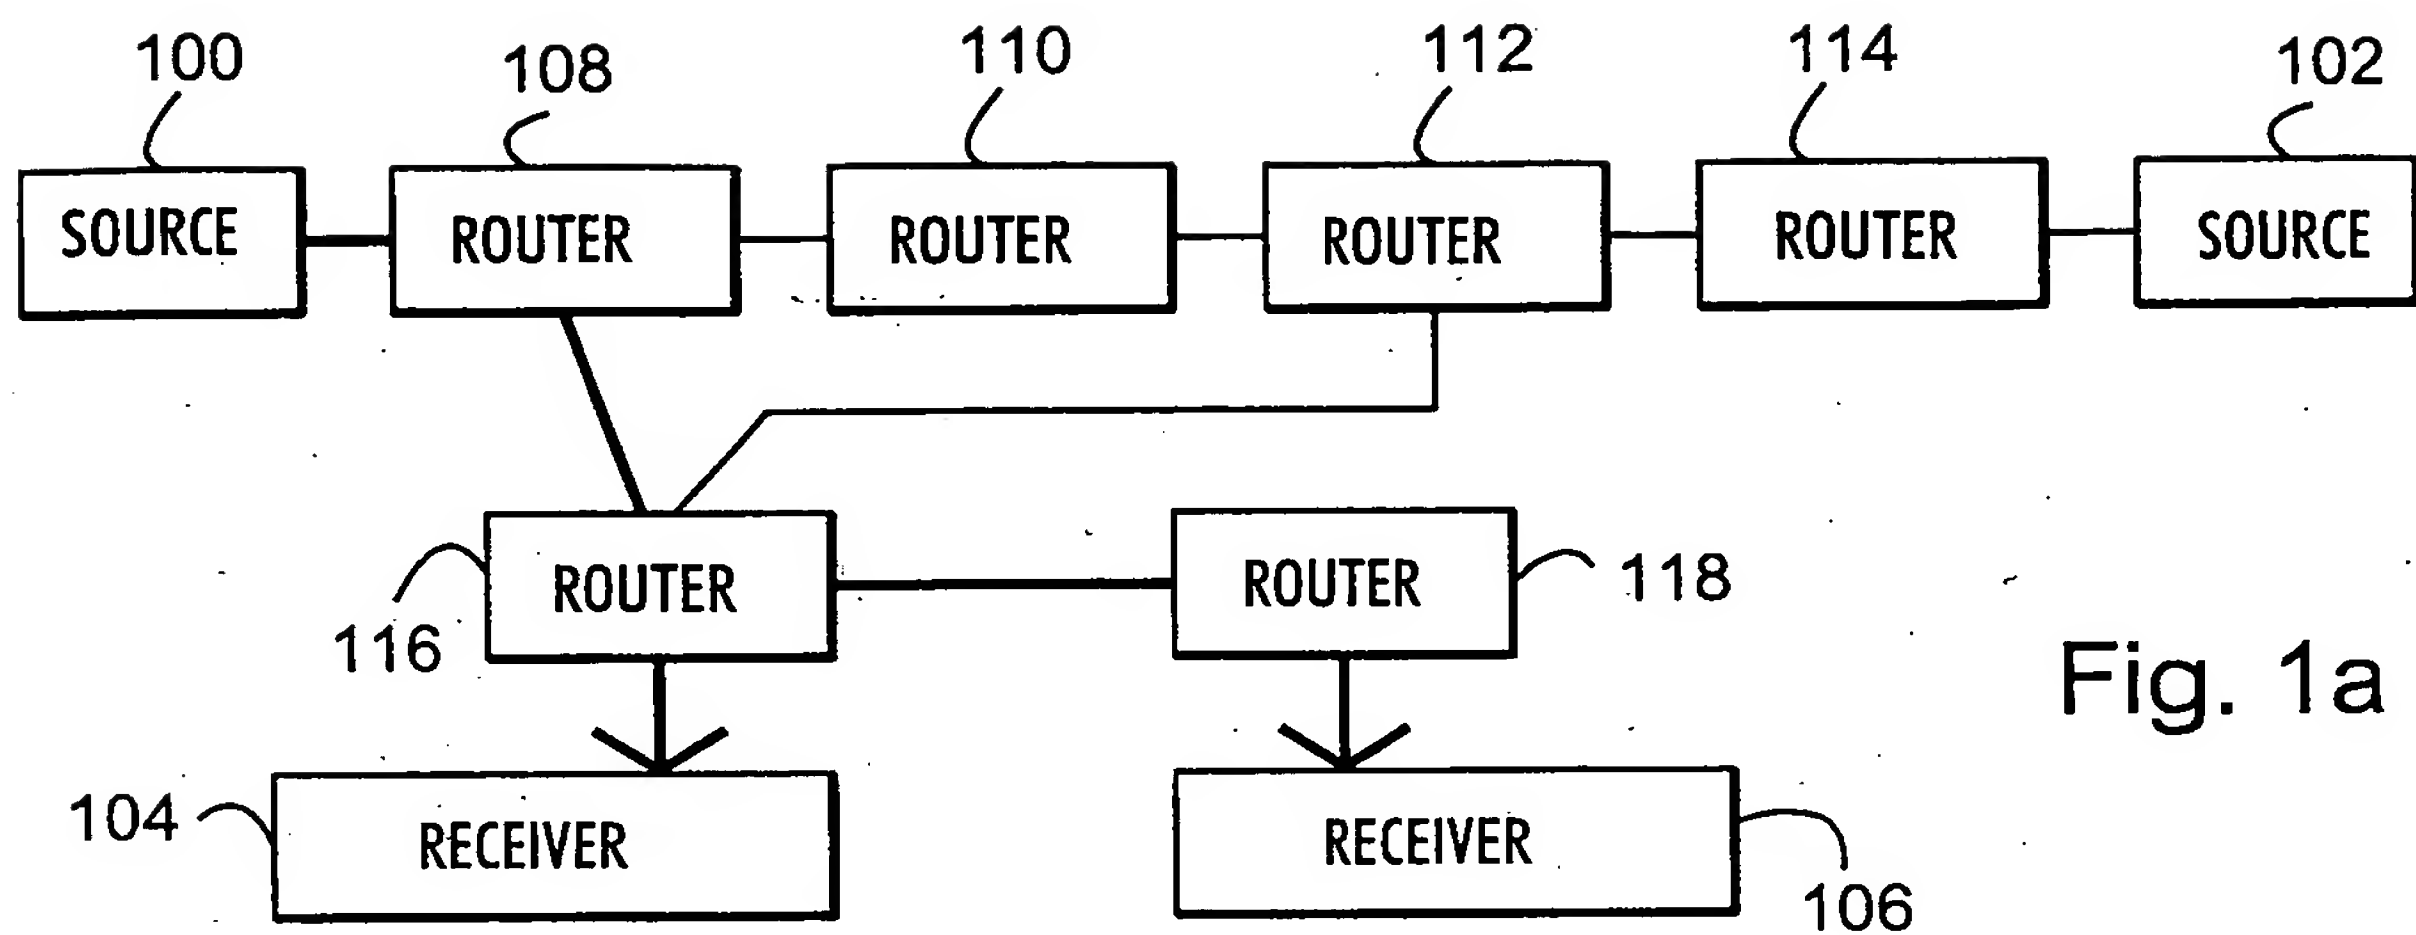 100
108
110
112
114
102
SOURCE
ROUTER
ROUTER
ROUTER
ROUTER
SOURCE
ROUTER
ROUTER
118
116
Fig. 1a
104
RECEIVER
RECEIVER
106